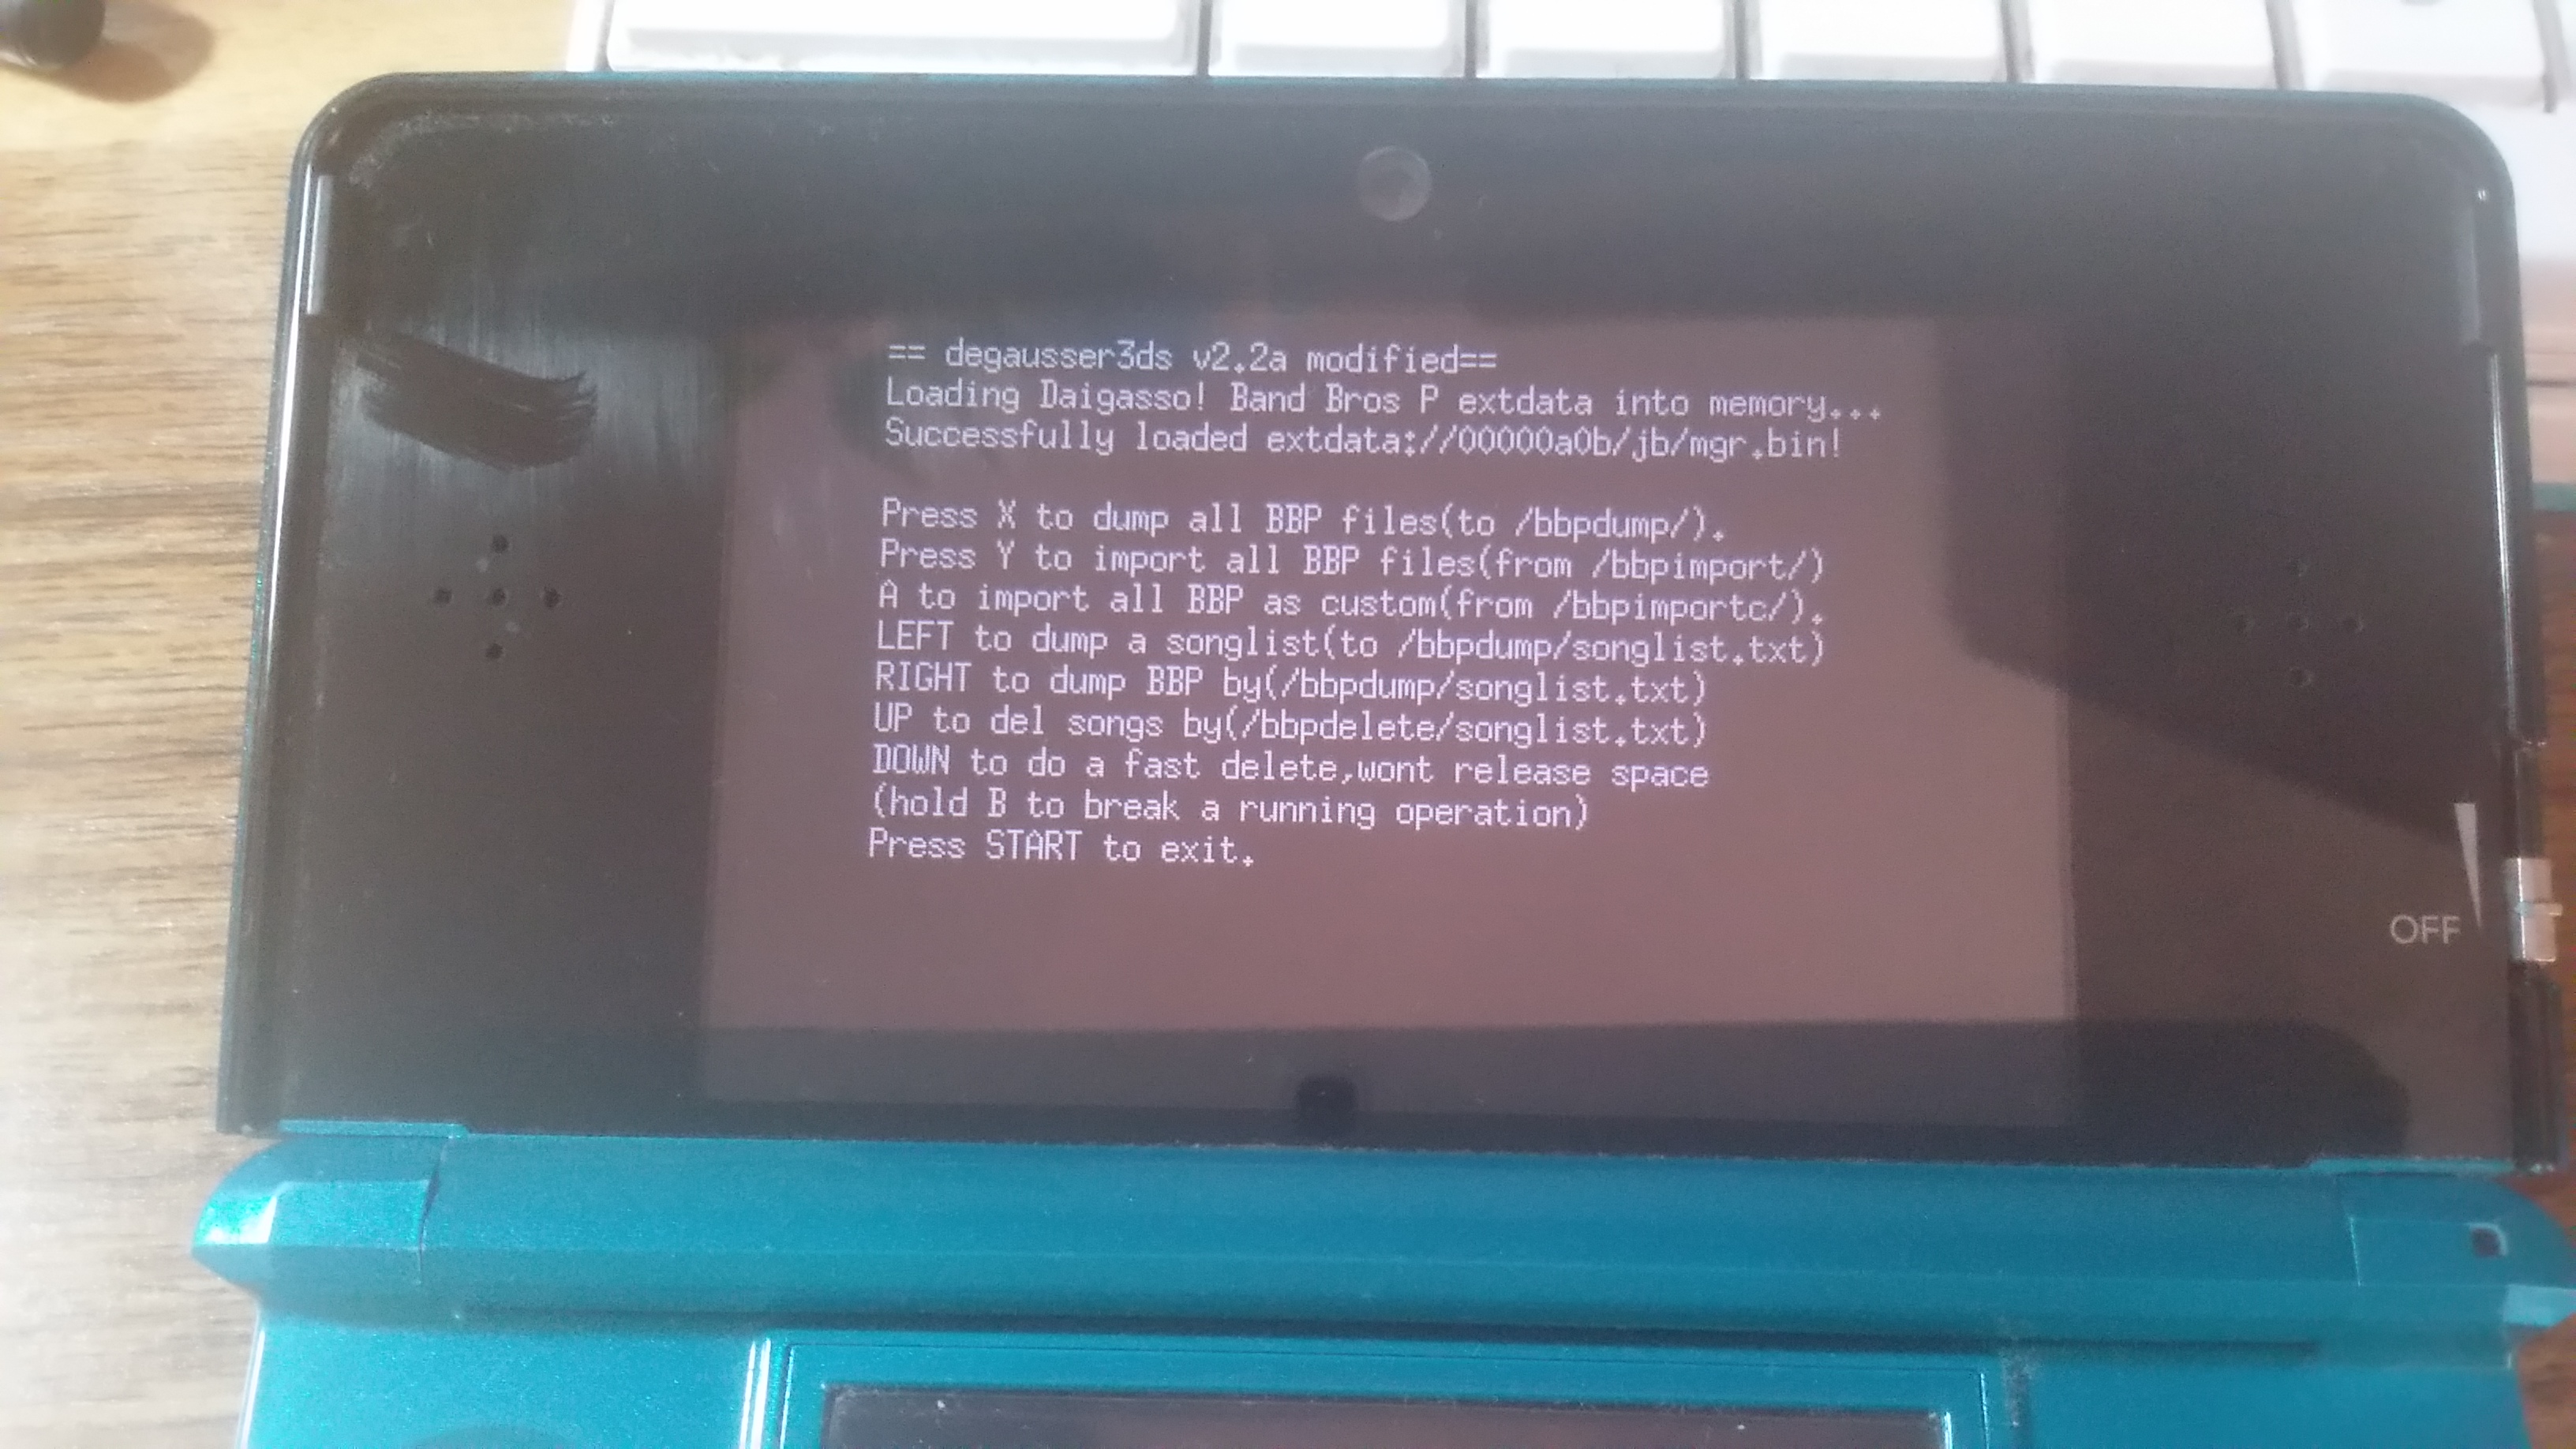 == degausser3ds v2.2a modified==
Loading Daigasso! Band Bros P extdata into memory...
Successfully loaded extdata://00000a0b/jb/mgr.bin!
Press X to dump all BBP files(to /bbpdump/).
Press Y to import all BBP files(from /bbpimport/)
A to import all BBP as custom(from /bbpimportc/).
LEFT to dump a songlist(to /bbpdump/songlist.txt)
RIGHT to dump BBP by(/bbpdump/songlist.txt)
UP to del songs by(/bbpdelete/songlist.txt)
DOWN to do a fast delete,wont release space
(hold B to break a running operation)
Press START to exit.
OFF